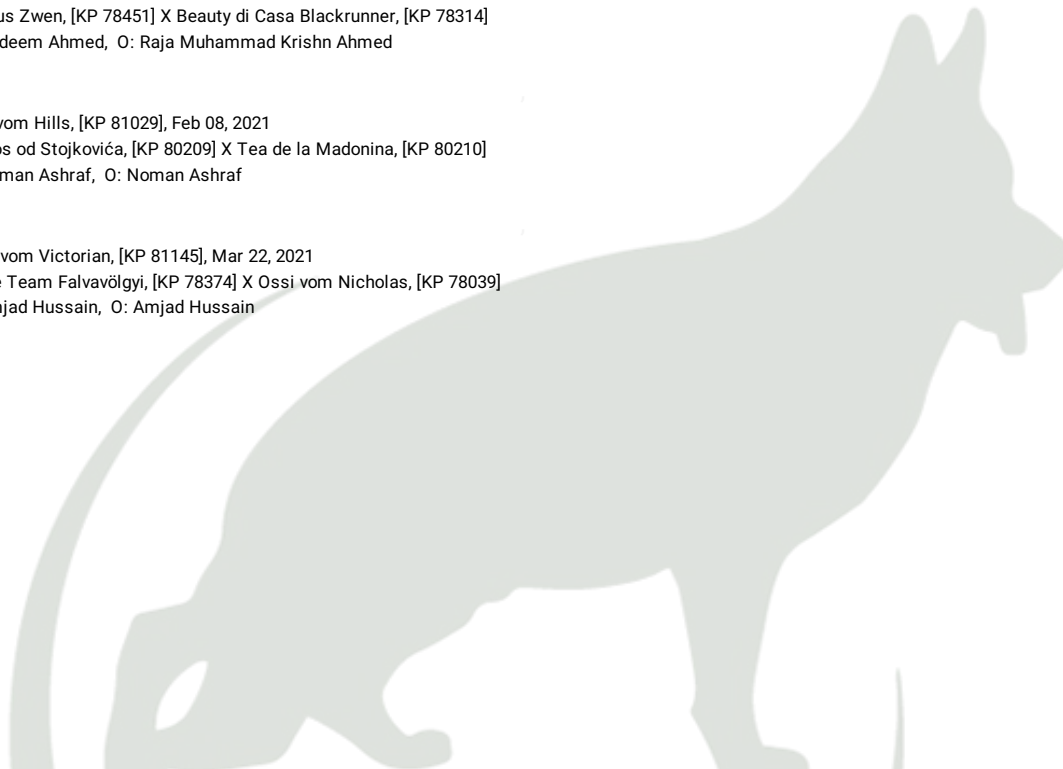 us Zwen, [KP 78451] X Beauty di Casa Blackrunner, [KP 78314]
deem Ahmed, O: Raja Muhammad Krishn Ahmed
vom Hills, [KP 81029], Feb 08, 2021
os od Stojkovića, [KP 80209] X Tea de la Madonina, [KP 80210]
man Ashraf, O: Noman Ashraf
vom Victorian, [KP 81145], Mar 22, 2021
e Team Falvavölgyi, [KP 78374] X Ossi vom Nicholas, [KP 78039]
jad Hussain, O: Amjad Hussain